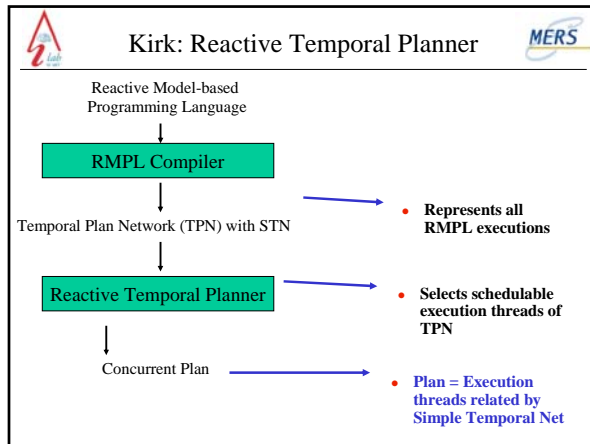 Kirk: Reactive Temporal Planner
MERS
Lab
Reactive Model-based
Programming Language
RMPL Compiler
Temporal Plan Network (TPN) with STN
• Represents all
RMPL executions
Reactive Temporal Planner
• Selects schedulable
execution threads of
TPN
Concurrent Plan
• Plan = Execution
threads related by
Simple Temporal Net